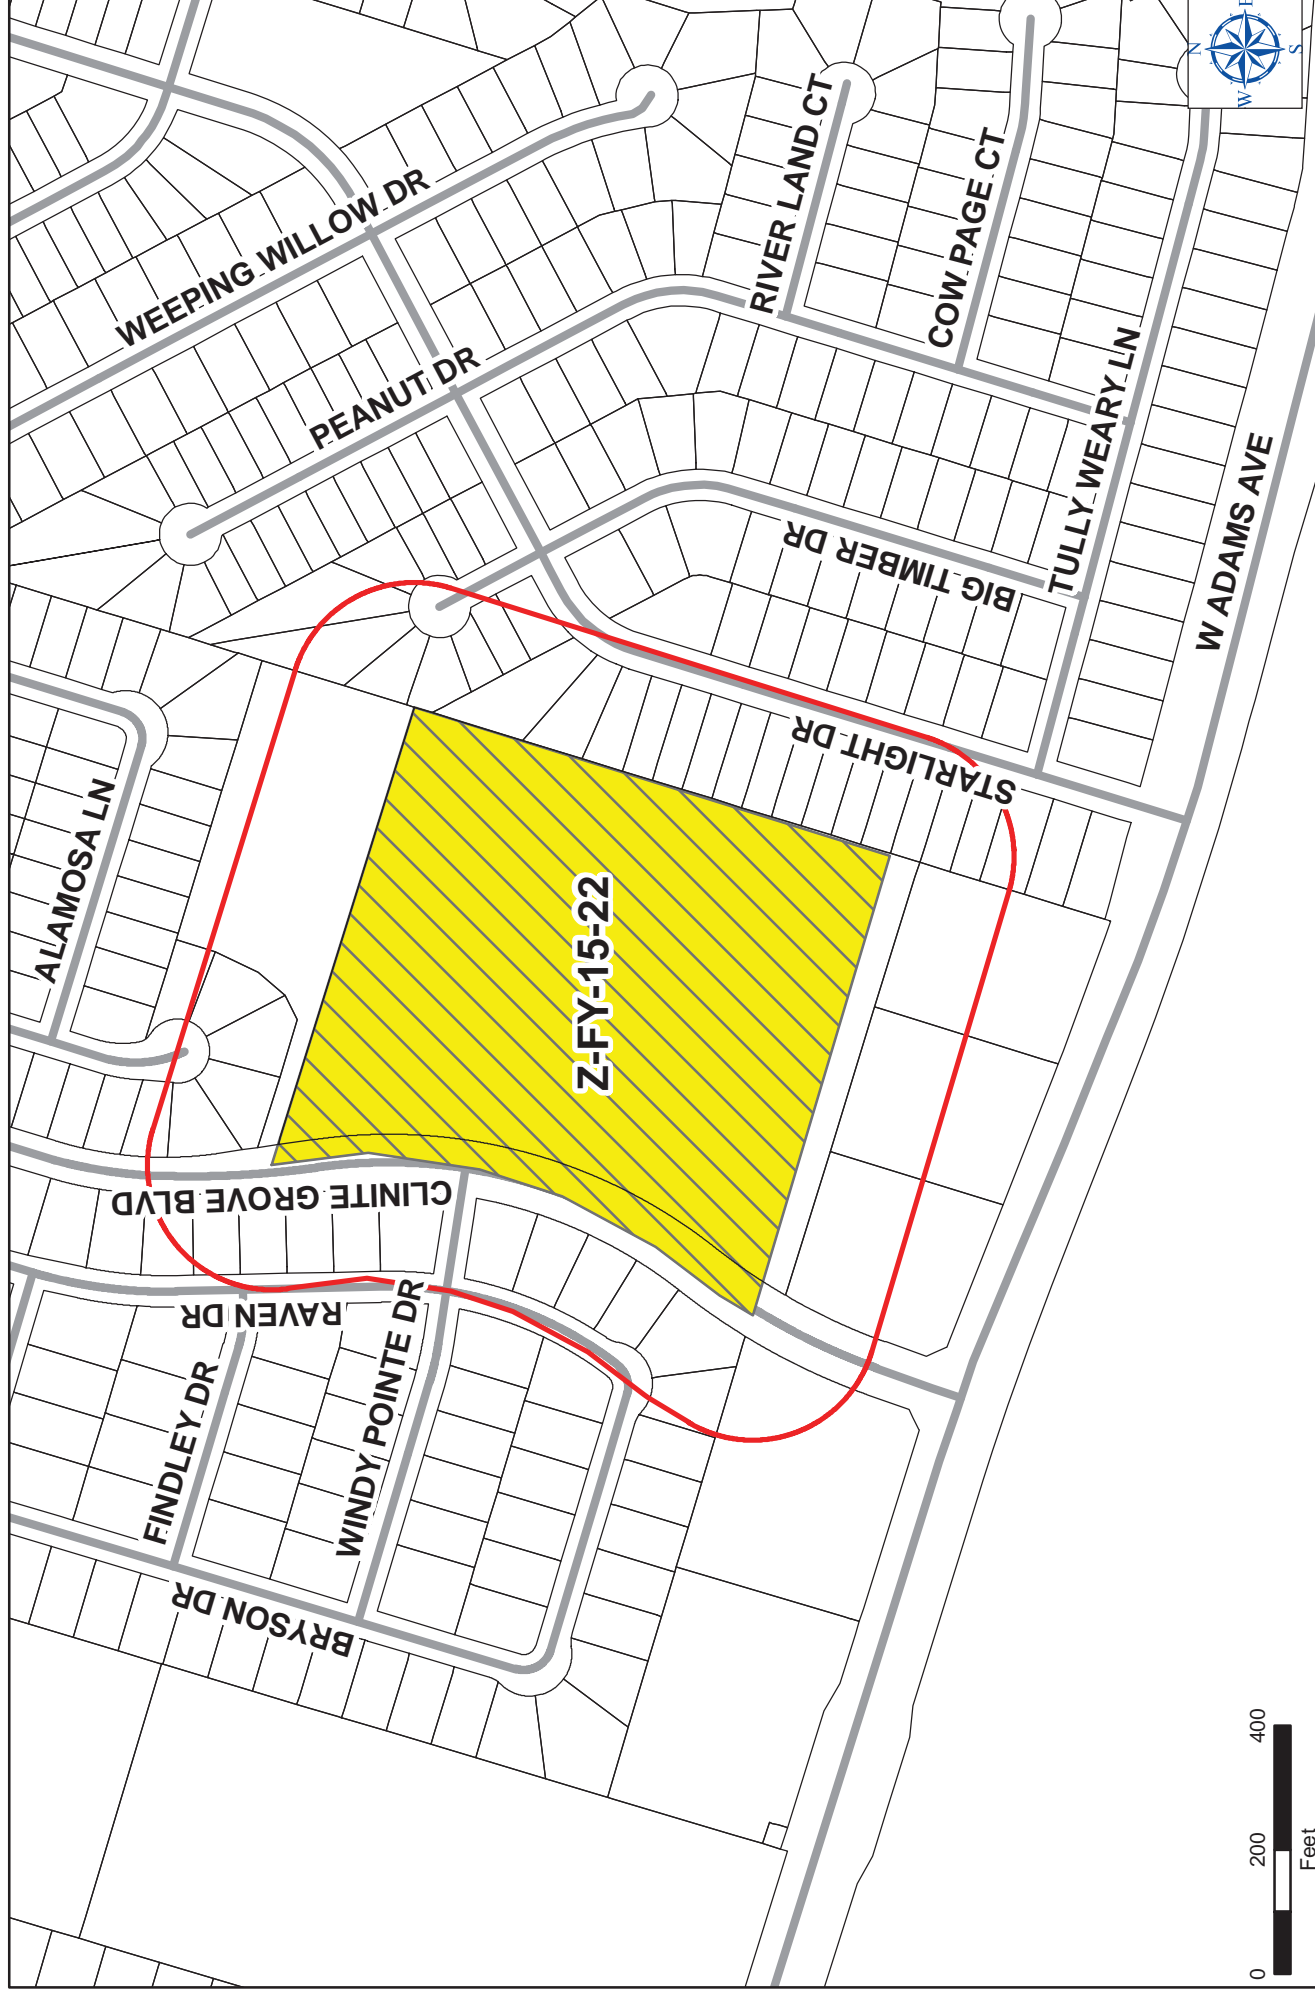 WEEPING WILLOW DR
RIVER LAND CT
COW PAGE CT
PEANUT DR
TULLY WEARY LN
BIG TIMBER DR
W ADAMS AVE
STARLIGHT DR
ALAMOSA LN
Z-FY-15-22
CLINITE GROVE BLVD
RAVEN DR
FINDLEY DR
WINDY POINTE DR
BRYSON DR
N
E
S
W
0 200 400
Feet